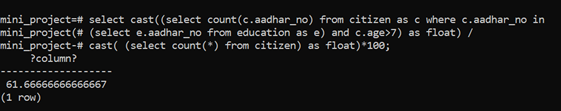 mini_project=# select cast((select count(c.aadhar_no) from citizen as c where c.aadhar_no in
mini_project(# (select e.aadhar_no from education as e) and c.age>7) as float) /
mini_project-# cast( (select count(*) from citizen) as float)*100;
?column?
-------------------
61.66666666666667
(1 row)